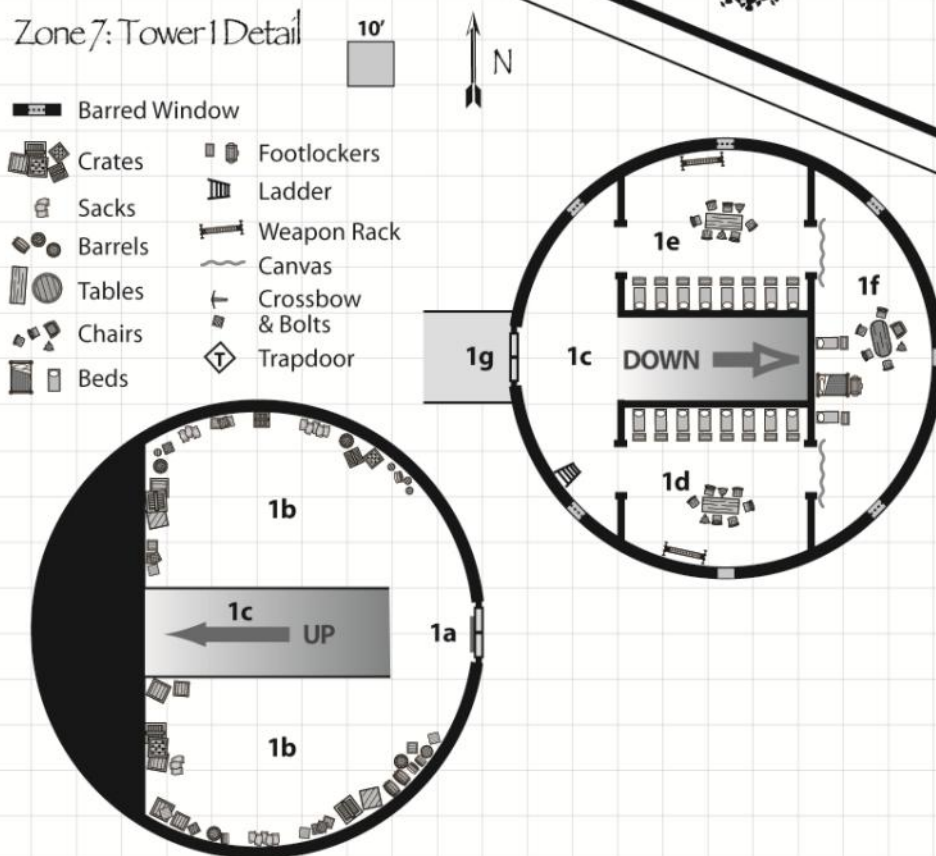 Zone 7: Tower 1 Detail
10'
N
Barred Window
Crates
Sacks
Barrels
Tables
Chairs
Beds
Footlockers
Ladder
Weapon Rack
Canvas
Crossbow
& Bolts
Trapdoor
T
1e
1f
1g
1c
DOWN
1d
1b
1c
UP
1a
1b